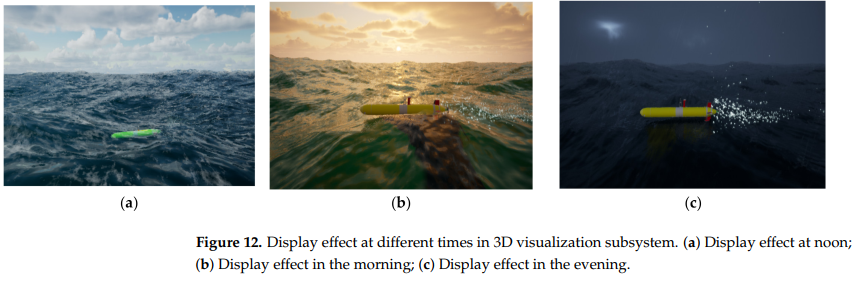 (a)
(b)
(c)
Figure 12. Display effect at different times in 3D visualization subsystem. (a) Display effect at noon;
(b) Display effect in the morning; (c) Display effect in the evening.